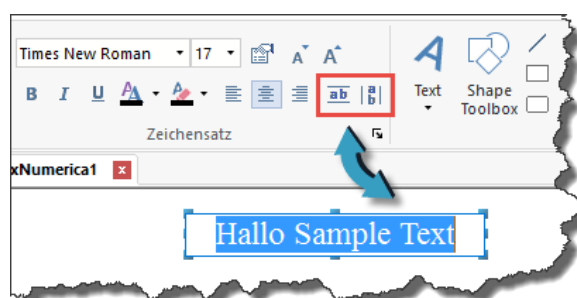 Times New Roman 17 A A
B I U A ab a b
Text Shape Toolbox
Zeichensatz
xNumerica1 x
Hallo Sample Text